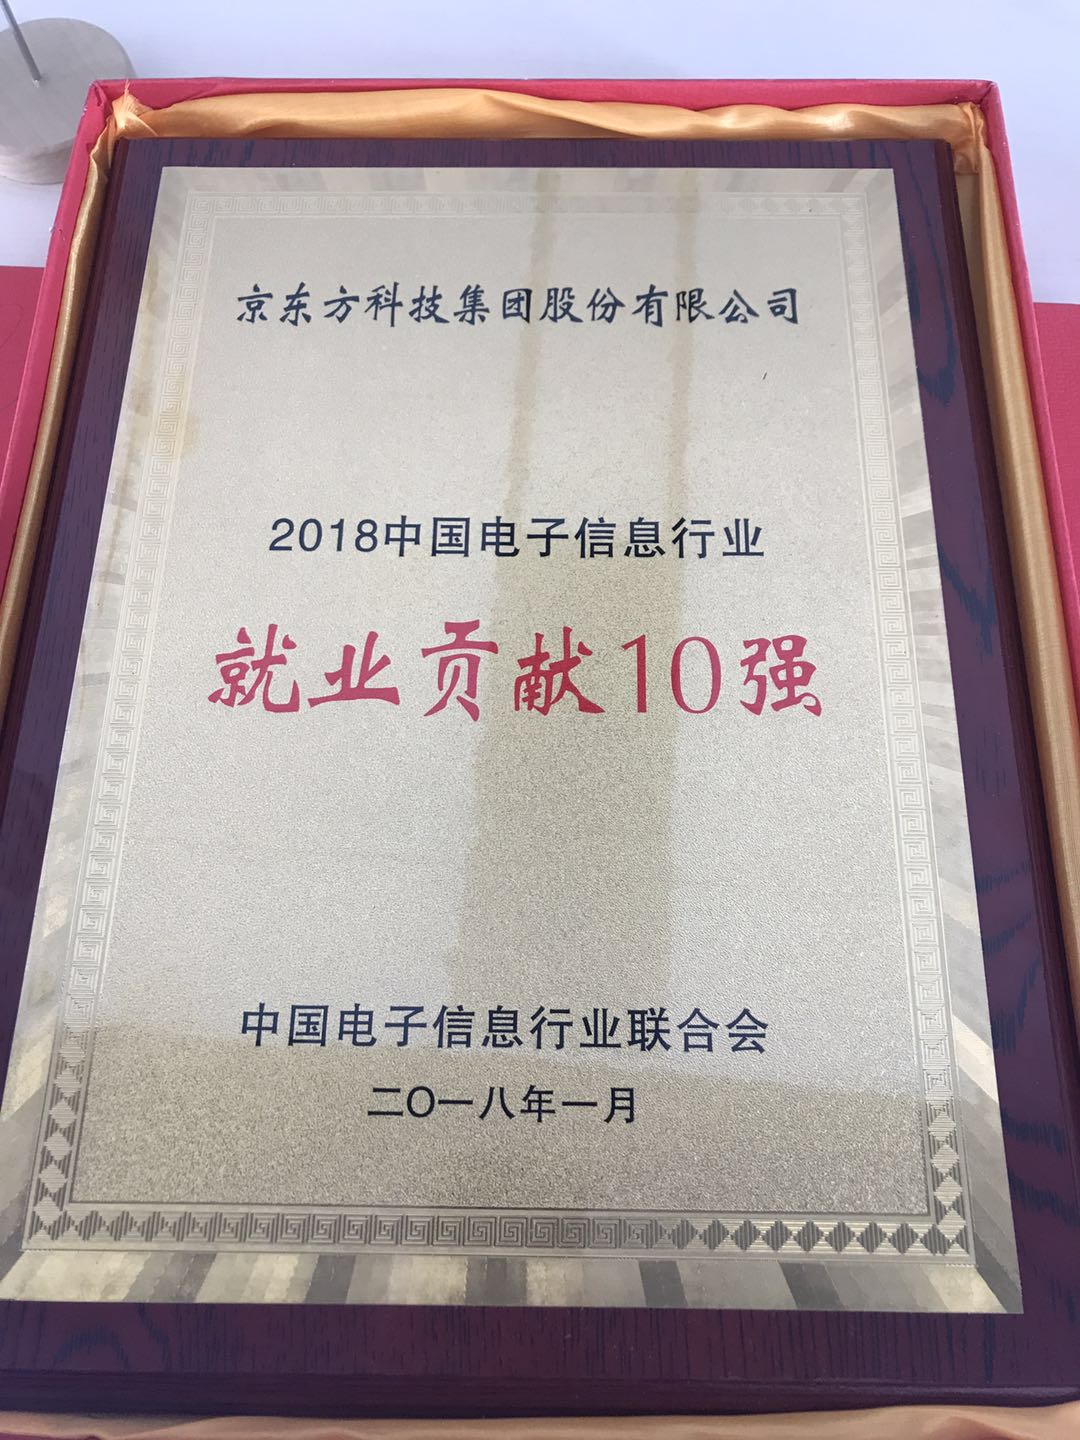 京东方科技集团股份有限公司
2018中国电子信息行业
就业贡献10强
中国电子信息行业联合会
二〇一八年一月